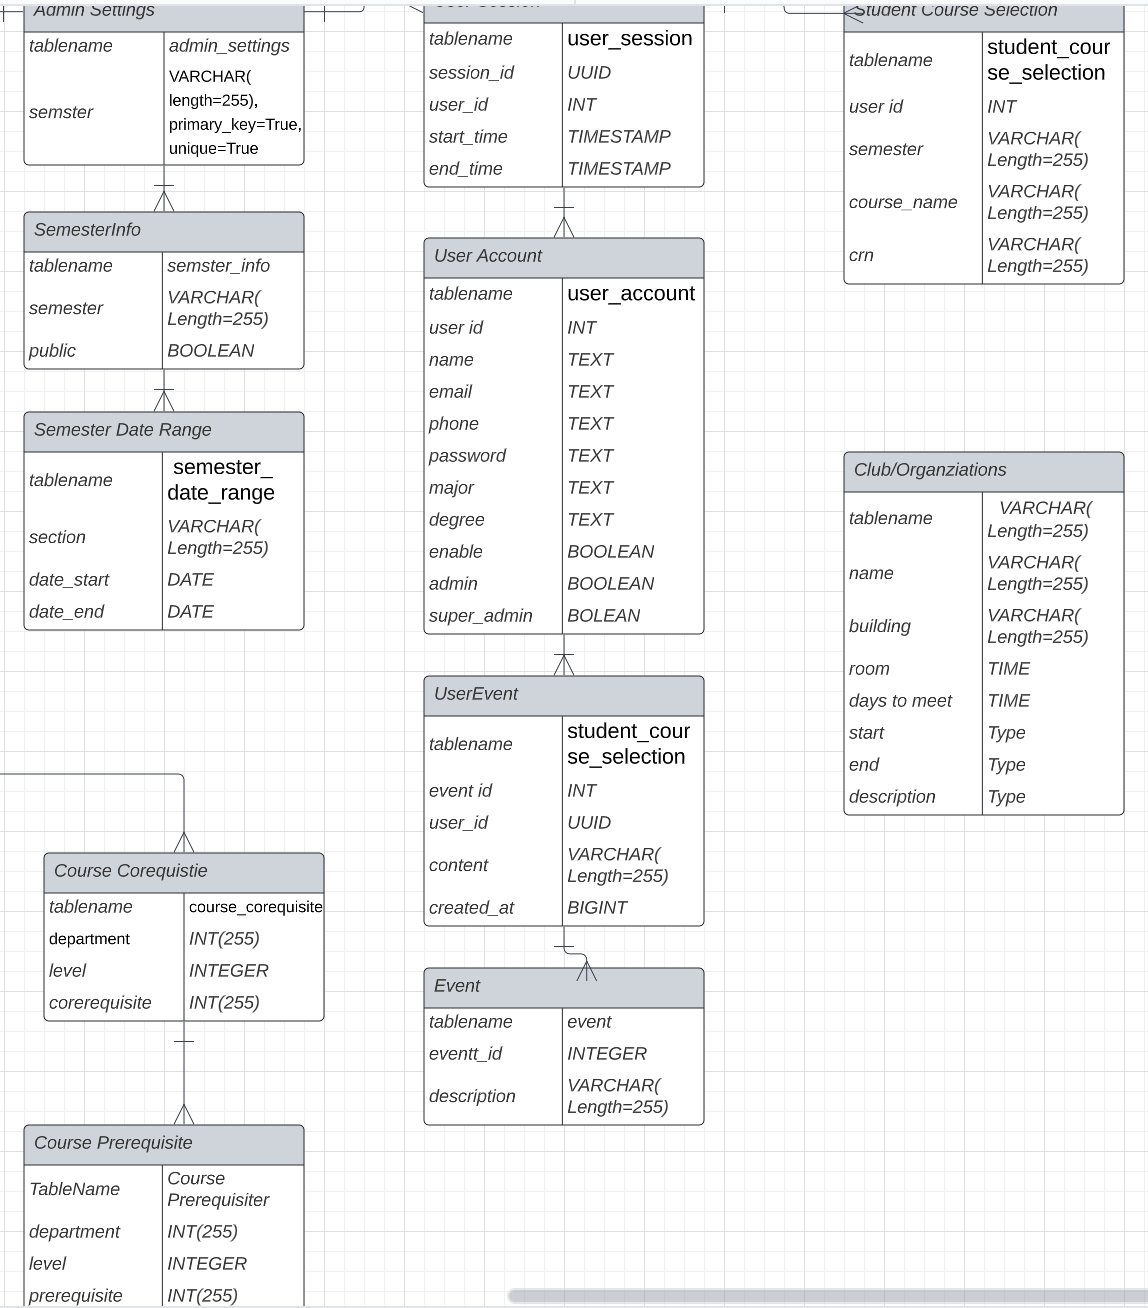 Admin Settings
tablename admin_settings
semster VARCHAR(
length=255),
primary_key=True,
unique=True
SemesterInfo
tablename semster_info
semester VARCHAR(
Length=255)
public BOOLEAN
Semester Date Range
tablename semester_
date_range
section VARCHAR(
Length=255)
date_start DATE
date_end DATE
Course Corequistie
tablename course_corequisite
department INT(255)
level INTEGER
corerequisite INT(255)
Course Prerequisite
TableName Course
Prerequisiter
department INT(255)
level INTEGER
prerequisite INT(255)
User Session
tablename user_session
session_id UUID
user_id INT
start_time TIMESTAMP
end_time TIMESTAMP
User Account
tablename user_account
user id INT
name TEXT
email TEXT
phone TEXT
password TEXT
major TEXT
degree TEXT
enable BOOLEAN
admin BOOLEAN
super_admin BOLEAN
UserEvent
tablename student_cour
se_selection
event id INT
user_id UUID
content VARCHAR(
Length=255)
created_at BIGINT
Event
tablename event
eventt_id INTEGER
description VARCHAR(
Length=255)
Student Course Selection
tablename student_cour
se_selection
user id INT
semester VARCHAR(
Length=255)
course_name VARCHAR(
Length=255)
crn VARCHAR(
Length=255)
Club/Organziations
tablename VARCHAR(
Length=255)
name VARCHAR(
Length=255)
building VARCHAR(
Length=255)
room TIME
days to meet TIME
start Type
end Type
description Type